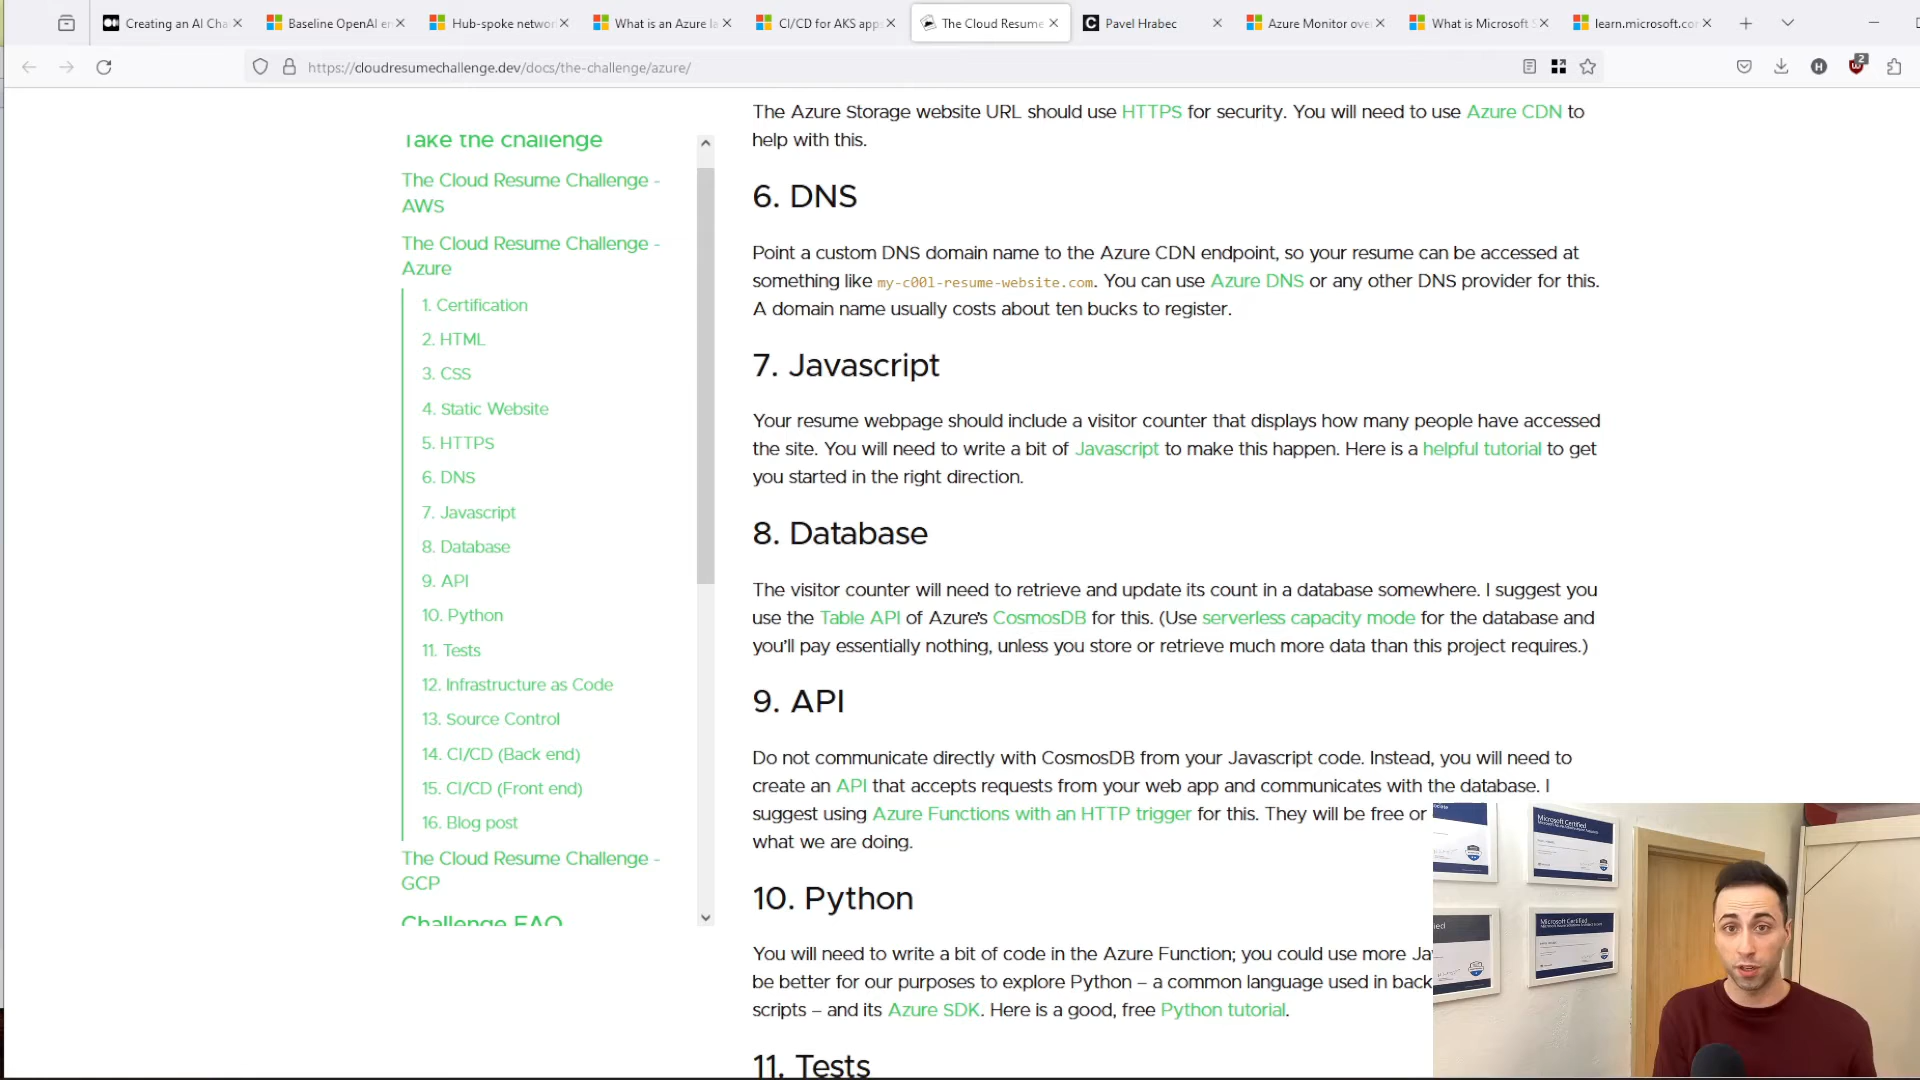 Creating an AI Cha
Baseline OpenAI en
Hub-spoke networ
What is an Azure la
CI/CD for AKS app
The Cloud Resume
Pavel Hrabec
Azure Monitor ove
What is Microsoft S
learn.microsoft.co
https://cloudresumechallenge.dev/docs/the-challenge/azure/
2
Take the challenge
The Cloud Resume Challenge -
AWS
The Cloud Resume Challenge -
Azure
1. Certification
2. HTML
3. CSS
4. Static Website
5. HTTPS
6. DNS
7. Javascript
8. Database
9. API
10. Python
11. Tests
12. Infrastructure as Code
13. Source Control
14. CI/CD (Back end)
15. CI/CD (Front end)
16. Blog post
The Cloud Resume Challenge -
GCP
Challenge FAQ
The Azure Storage website URL should use HTTPS for security. You will need to use Azure CDN to
help with this.
6. DNS
Point a custom DNS domain name to the Azure CDN endpoint, so your resume can be accessed at
something like my-c00l-resume-website.com. You can use Azure DNS or any other DNS provider for this.
A domain name usually costs about ten bucks to register.
7. Javascript
Your resume webpage should include a visitor counter that displays how many people have accessed
the site. You will need to write a bit of Javascript to make this happen. Here is a helpful tutorial to get
you started in the right direction.
8. Database
The visitor counter will need to retrieve and update its count in a database somewhere. I suggest you
use the Table API of Azure's CosmosDB for this. (Use serverless capacity mode for the database and
you'll pay essentially nothing, unless you store or retrieve much more data than this project requires.)
9. API
Do not communicate directly with CosmosDB from your Javascript code. Instead, you will need to
create an API that accepts requests from your web app and communicates with the database. I
suggest using Azure Functions with an HTTP trigger for this. They will be free or
what we are doing.
10. Python
You will need to write a bit of code in the Azure Function; you could use more Ja
be better for our purposes to explore Python – a common language used in back
scripts – and its Azure SDK. Here is a good, free Python tutorial.
11. Tests
Microsoft Certified
Microsoft Certified